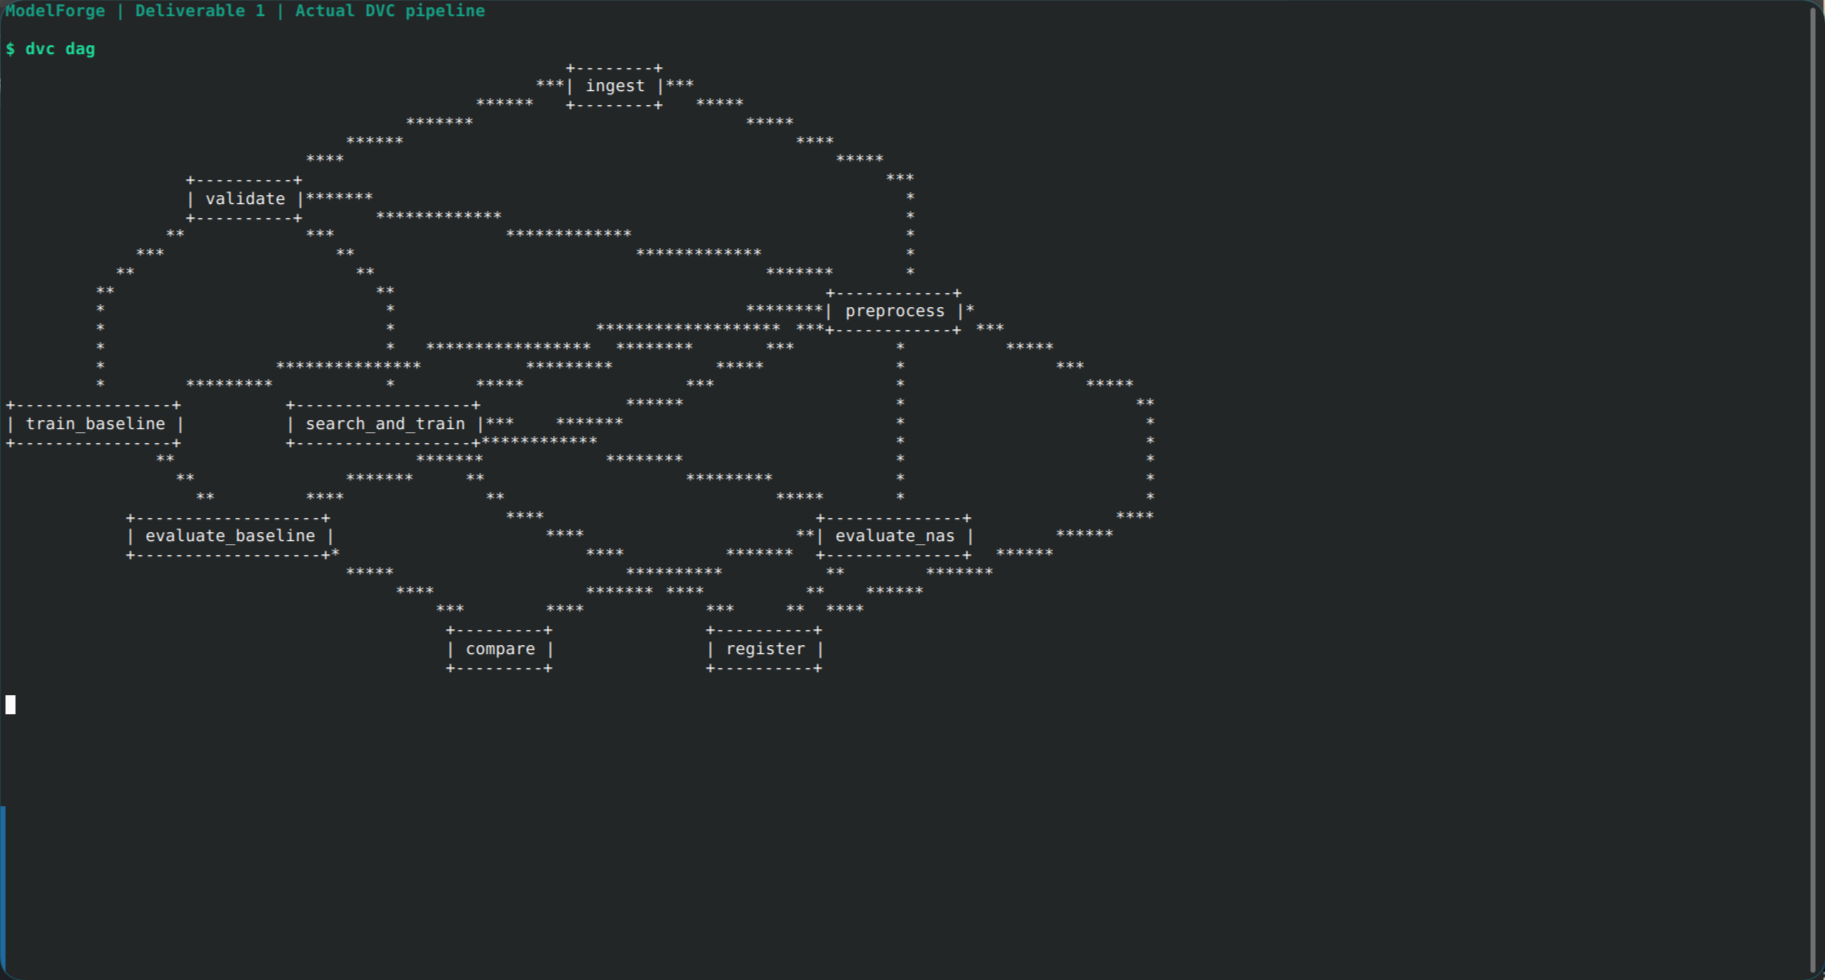 ModelForge | Deliverable 1 | Actual DVC pipeline
$ dvc dag
ingest
validate
preprocess
train_baseline
search_and_train
evaluate_baseline
evaluate_nas
compare
register